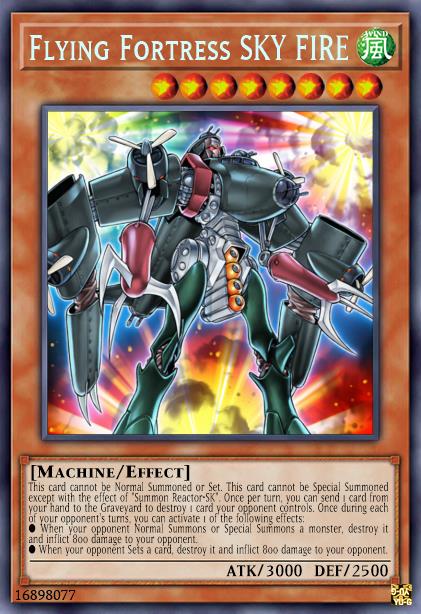 FLYING FORTRESS SKY FIRE
WIND
風
[MACHINE/EFFECT]
This card cannot be Normal Summoned or Set. This card cannot be Special Summoned
except with the effect of "Summon Reactor・SK". Once per turn, you can send 1 card from
your hand to the Graveyard to destroy 1 card your opponent controls. Once during each
of your opponent's turns, you can activate 1 of the following effects:
● When your opponent Normal Summons or Special Summons a monster, destroy it
and inflict 800 damage to your opponent.
● When your opponent Sets a card, destroy it and inflict 800 damage to your opponent.
ATK/3000 DEF/2500
16898077